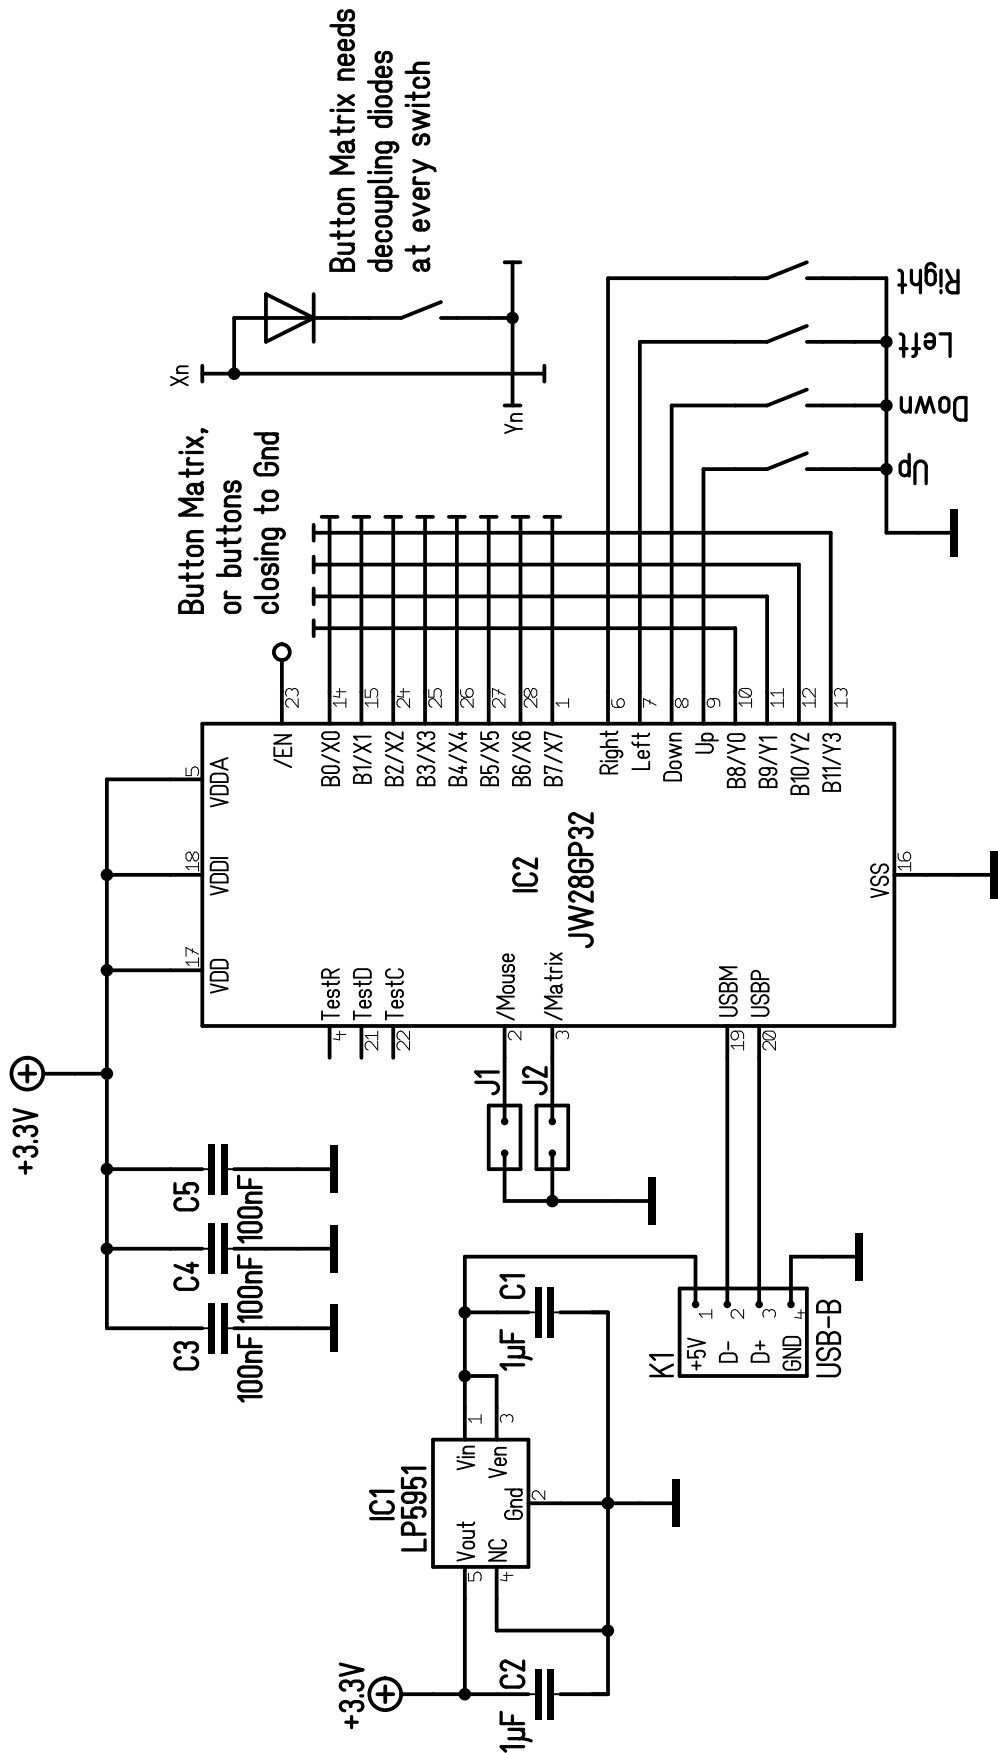 +3.3V
C3
100nF
C4
100nF
C5
100nF
17
VDD
18
VDDI
5
VDDA
4
TestR
21
TestD
22
TestC
J1
2
/Mouse
J2
3
/Matrix
19
USBM
20
USBP
IC2
JW28GP32
VSS
16
/EN
23
B0/X0
14
B1/X1
15
B2/X2
24
B3/X3
25
B4/X4
26
B5/X5
27
B6/X6
28
B7/X7
1
Right
6
Left
7
Down
8
Up
9
B8/Y0
10
B9/Y1
11
B10/Y2
12
B11/Y3
13
Button Matrix,
or buttons
closing to Gnd
Xn
Yn
Button Matrix needs
decoupling diodes
at every switch
Up
Down
Left
Right
+3.3V
C2
1µF
IC1
LP5951
Vout
5
NC
4
Gnd
2
Vin
1
Ven
3
C1
1µF
K1
+5V
1
D-
2
D+
3
GND
4
USB-B